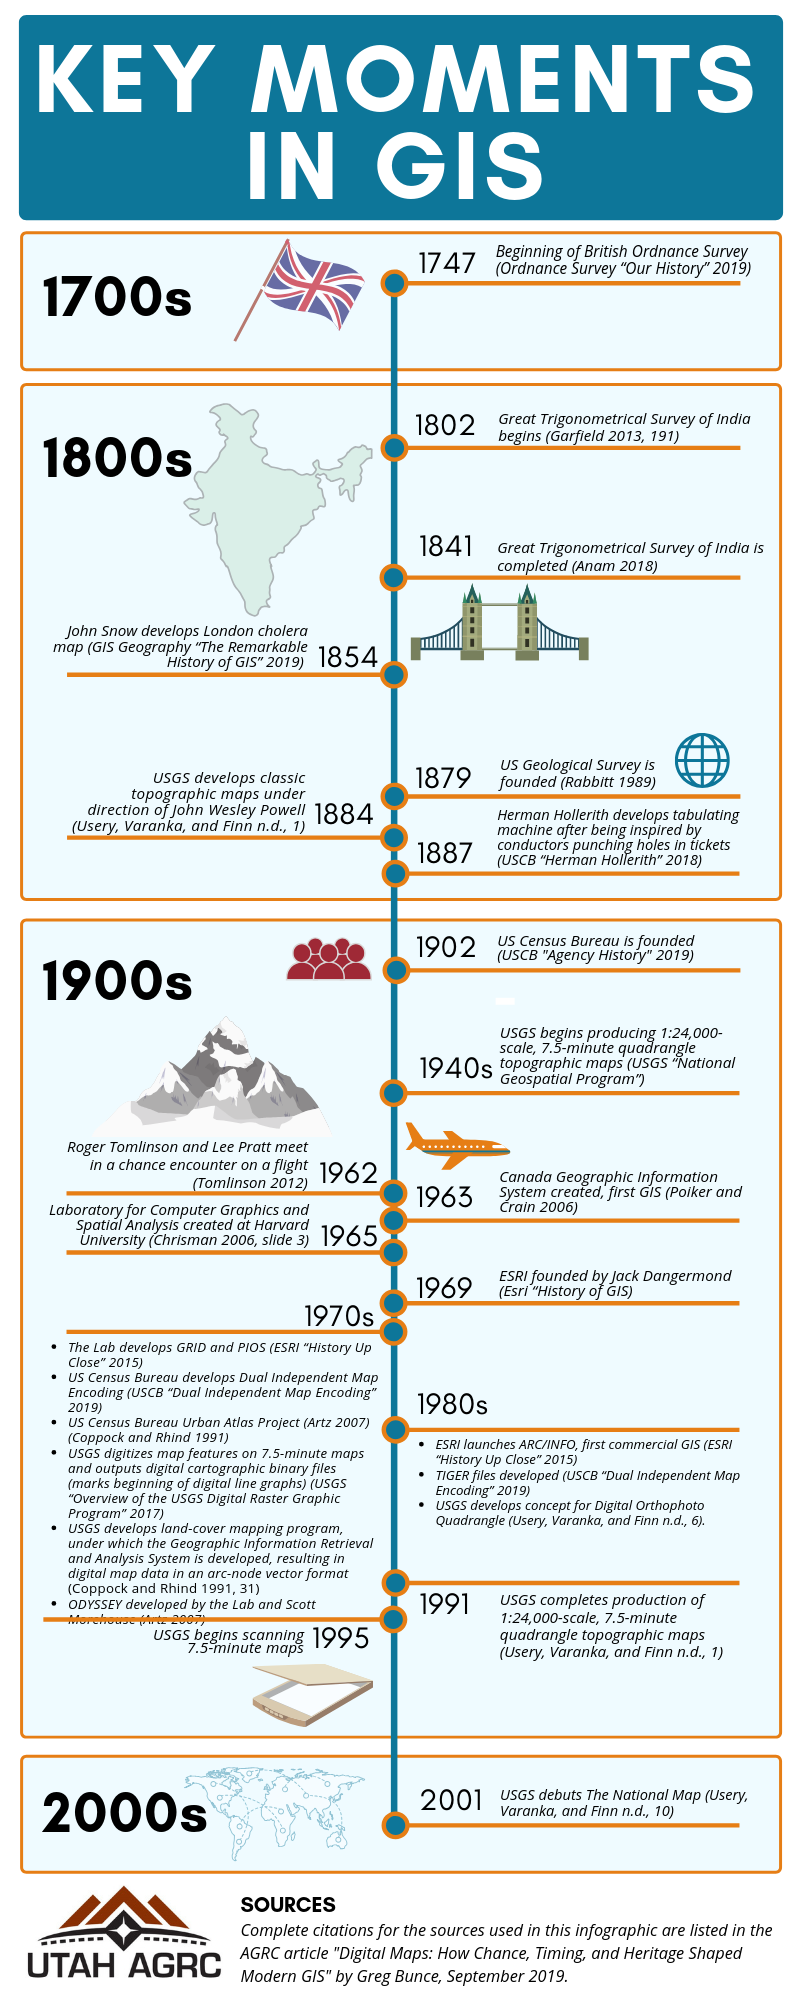 KEY MOMENTS
IN GIS
1700s
1747
Beginning of British Ordnance Survey
(Ordnance Survey “Our History” 2019)
1800s
1802
Great Trigonometrical Survey of India
begins (Garfield 2013, 191)
1841
Great Trigonometrical Survey of India is
completed (Anam 2018)
John Snow develops London cholera
map (GIS Geography “The Remarkable
History of GIS” 2019)
1854
1879
US Geological Survey is
founded (Rabbitt 1989)
USGS develops classic
topographic maps under
direction of John Wesley Powell
(Usery, Varanka, and Finn n.d., 1)
1884
1887
Herman Hollerith develops tabulating
machine after being inspired by
conductors punching holes in tickets
(USCB “Herman Hollerith” 2018)
1900s
1902
US Census Bureau is founded
(USCB "Agency History" 2019)
1940s
USGS begins producing 1:24,000-
scale, 7.5-minute quadrangle
topographic maps (USGS “National
Geospatial Program”)
Roger Tomlinson and Lee Pratt meet
in a chance encounter on a flight
(Tomlinson 2012)
1962
1963
Canada Geographic Information
System created, first GIS (Poiker and
Crain 2006)
Laboratory for Computer Graphics and
Spatial Analysis created at Harvard
University (Chrisman 2006, slide 3)
1965
1969
ESRI founded by Jack Dangermond
(Esri “History of GIS)
1970s
• The Lab develops GRID and PIOS (ESRI “History Up
Close” 2015)
• US Census Bureau develops Dual Independent Map
Encoding (USCB “Dual Independent Map Encoding”
2019)
• US Census Bureau Urban Atlas Project (Artz 2007)
(Coppock and Rhind 1991)
• USGS digitizes map features on 7.5-minute maps
and outputs digital cartographic binary files
(marks beginning of digital line graphs) (USGS
“Overview of the USGS Digital Raster Graphic
Program” 2017)
• USGS develops land-cover mapping program,
under which the Geographic Information Retrieval
and Analysis System is developed, resulting in
digital map data in an arc-node vector format
(Coppock and Rhind 1991, 31)
• ODYSSEY developed by the Lab and Scott
Morehouse (Artz 2007)
1980s
• ESRI launches ARC/INFO, first commercial GIS (ESRI
“History Up Close” 2015)
• TIGER files developed (USCB “Dual Independent Map
Encoding” 2019)
• USGS develops concept for Digital Orthophoto
Quadrangle (Usery, Varanka, and Finn n.d., 6).
1991
USGS completes production of
1:24,000-scale, 7.5-minute
quadrangle topographic maps
(Usery, Varanka, and Finn n.d., 1)
USGS begins scanning
7.5-minute maps
1995
2000s
2001
USGS debuts The National Map (Usery,
Varanka, and Finn n.d., 10)
UTAH AGRC
SOURCES
Complete citations for the sources used in this infographic are listed in the
AGRC article "Digital Maps: How Chance, Timing, and Heritage Shaped
Modern GIS" by Greg Bunce, September 2019.